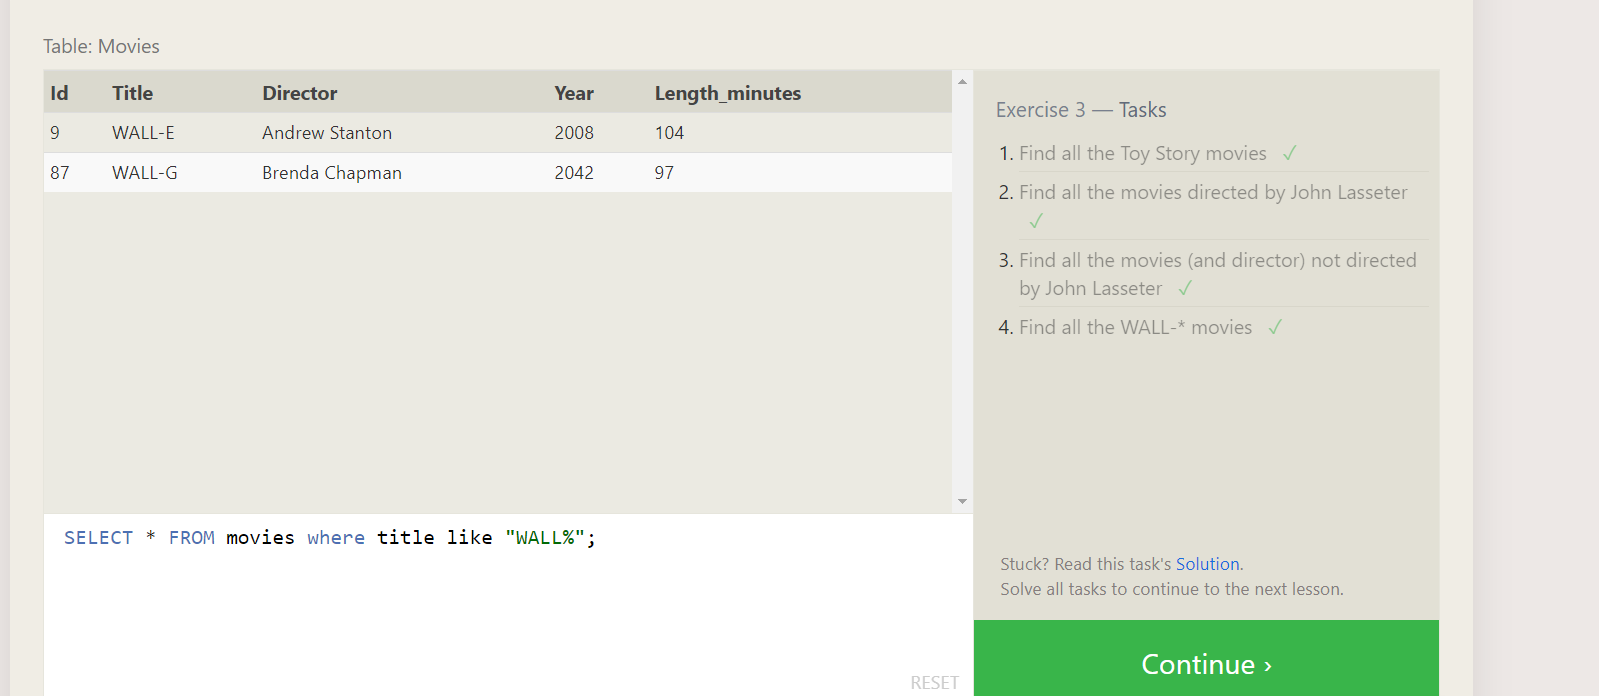 Table: Movies
Id Title Director Year Length_minutes
9 WALL-E Andrew Stanton 2008 104
87 WALL-G Brenda Chapman 2042 97
SELECT * FROM movies where title like "WALL%";
RESET
Exercise 3 — Tasks
1. Find all the Toy Story movies ✓
2. Find all the movies directed by John Lasseter
✓
3. Find all the movies (and director) not directed
by John Lasseter ✓
4. Find all the WALL-* movies ✓
Stuck? Read this task's Solution.
Solve all tasks to continue to the next lesson.
Continue ›